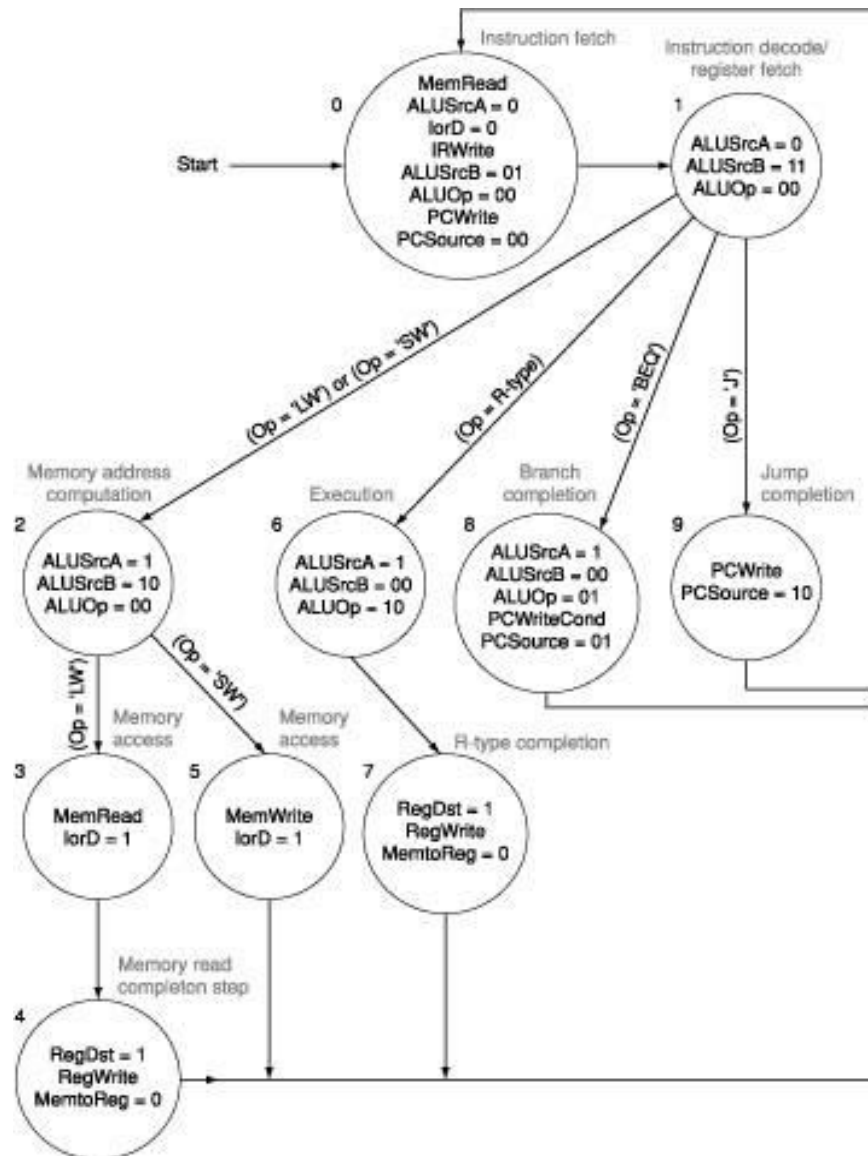 Instruction fetch
0
MemRead
ALUSrcA = 0
IorD = 0
IRWrite
ALUSrcB = 01
ALUOp = 00
PCWrite
PCSource = 00
Start
Instruction decode/
register fetch
1
ALUSrcA = 0
ALUSrcB = 11
ALUOp = 00
(Op = 'LW') or (Op = 'SW')
(Op = R-type)
(Op = 'BEQ')
(Op = 'J')
Memory address
computation
2
ALUSrcA = 1
ALUSrcB = 10
ALUOp = 00
Execution
6
ALUSrcA = 1
ALUSrcB = 00
ALUOp = 10
Branch
completion
8
ALUSrcA = 1
ALUSrcB = 00
ALUOp = 01
PCWriteCond
PCSource = 01
Jump
completion
9
PCWrite
PCSource = 10
(Op = 'LW')
(Op = 'SW')
Memory
access
3
MemRead
IorD = 1
Memory
access
5
MemWrite
IorD = 1
R-type completion
7
RegDst = 1
RegWrite
MemtoReg = 0
Memory read
completon step
4
RegDst = 1
RegWrite
MemtoReg = 0